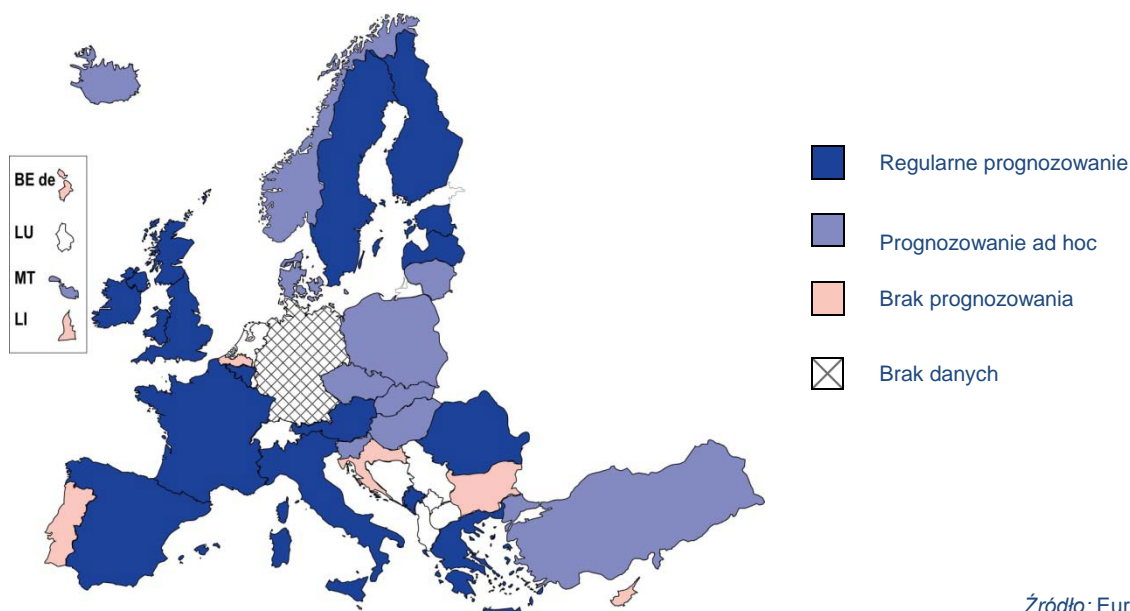 BE de
LU
MT
LI
Regularne prognozowanie
Prognozowanie ad hoc
Brak prognozowania
Brak danych
Źródło: Eur